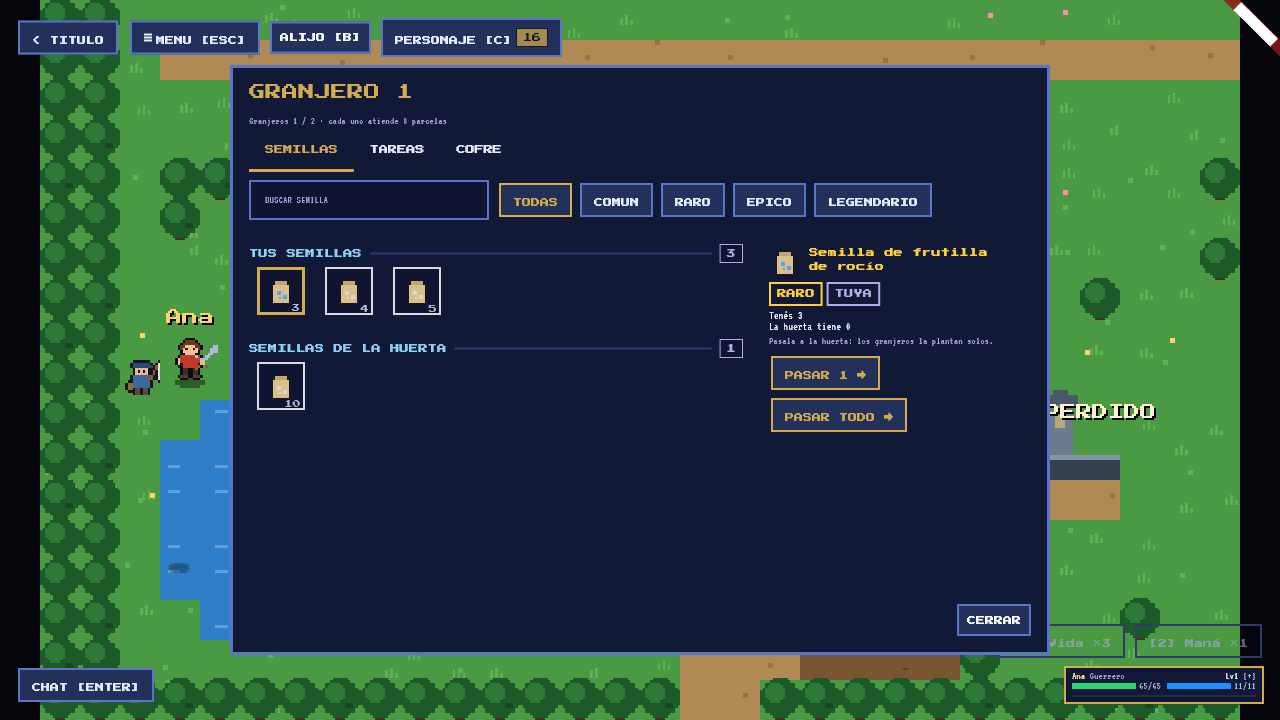 < TITULO
≡MENU [ESC]
ALIJO [B]
PERSONAJE [C] 16
GRANJERO 1
Granjeros 1 / 2 · cada uno atiende 8 parcelas
SEMILLAS
TAREAS
COFRE
BUSCAR SEMILLA
TODAS
COMUN
RARO
EPICO
LEGENDARIO
TUS SEMILLAS
3
3
4
5
SEMILLAS DE LA HUERTA
1
10
Semilla de frutilla
de rocío
RARO
TUYA
Tenés 3
La huerta tiene 0
Pasala a la huerta: los granjeros la plantan solos.
PASAR 1 →
PASAR TODO →
CERRAR
Ana
PERDIDO
Vida ×3
[2] Maná ×1
CHAT [ENTER]
Ana Guerrero
Lv1 [+]
65/65
11/11